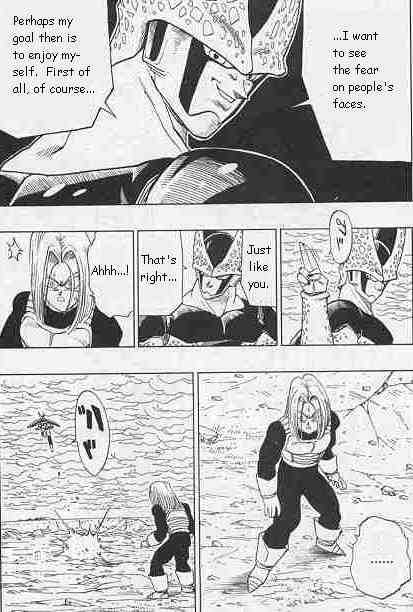 Perhaps my
goal then is
to enjoy my-
self. First of
all, of course...
...I want
to see
the fear
on people's
faces.
That's
right...
Just
like
you.
Ahhh...!
......